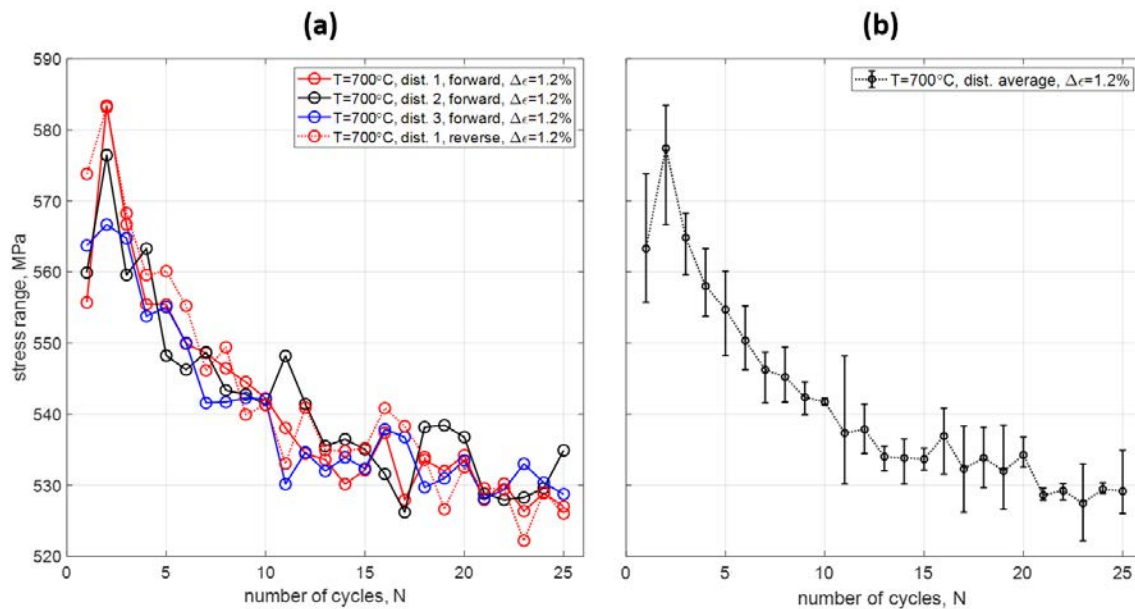 (a)
(b)
T=700°C, dist. 1, forward, Δϵ=1.2%
T=700°C, dist. 2, forward, Δϵ=1.2%
T=700°C, dist. 3, forward, Δϵ=1.2%
T=700°C, dist. 1, reverse, Δϵ=1.2%
T=700°C, dist. average, Δϵ=1.2%
stress range, MPa
590
580
570
560
550
540
530
520
0
5
10
15
20
25
number of cycles, N
0
5
10
15
20
25
number of cycles, N